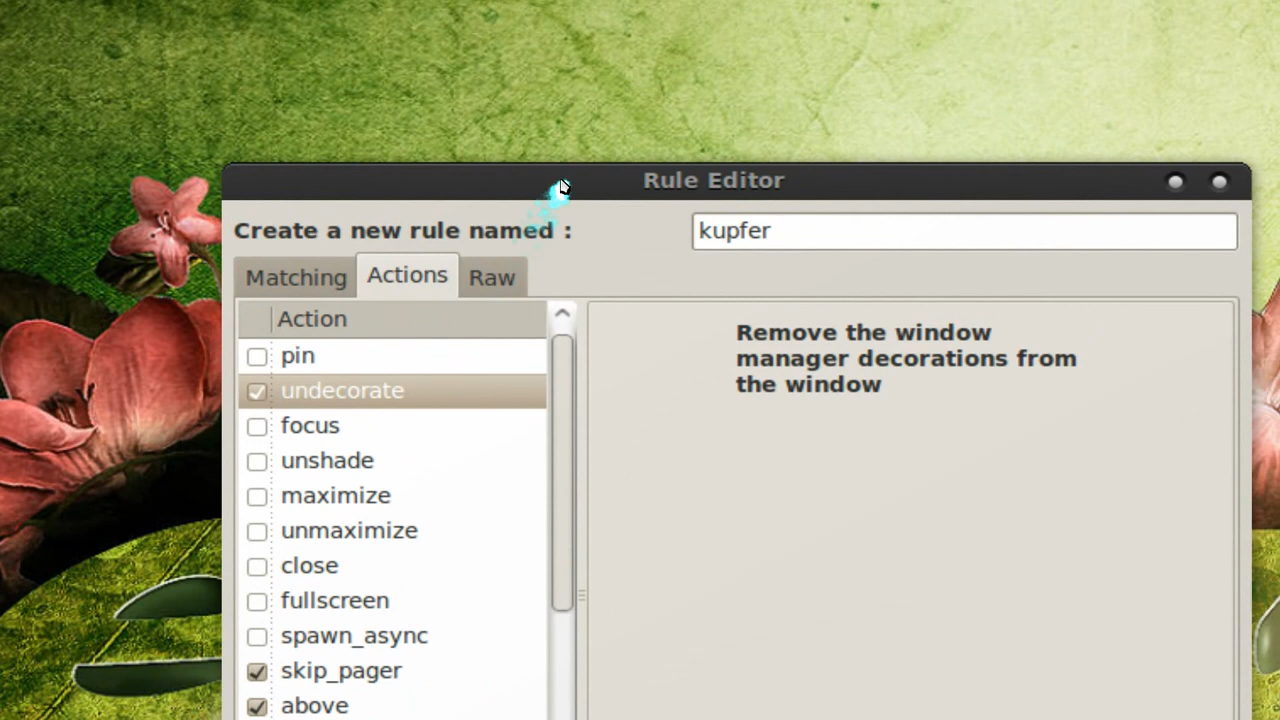 Rule Editor
Create a new rule named :
kupfer
Matching
Actions
Raw
Action
pin
undecorate
focus
unshade
maximize
unmaximize
close
fullscreen
spawn_async
skip_pager
above
Remove the window
manager decorations from
the window